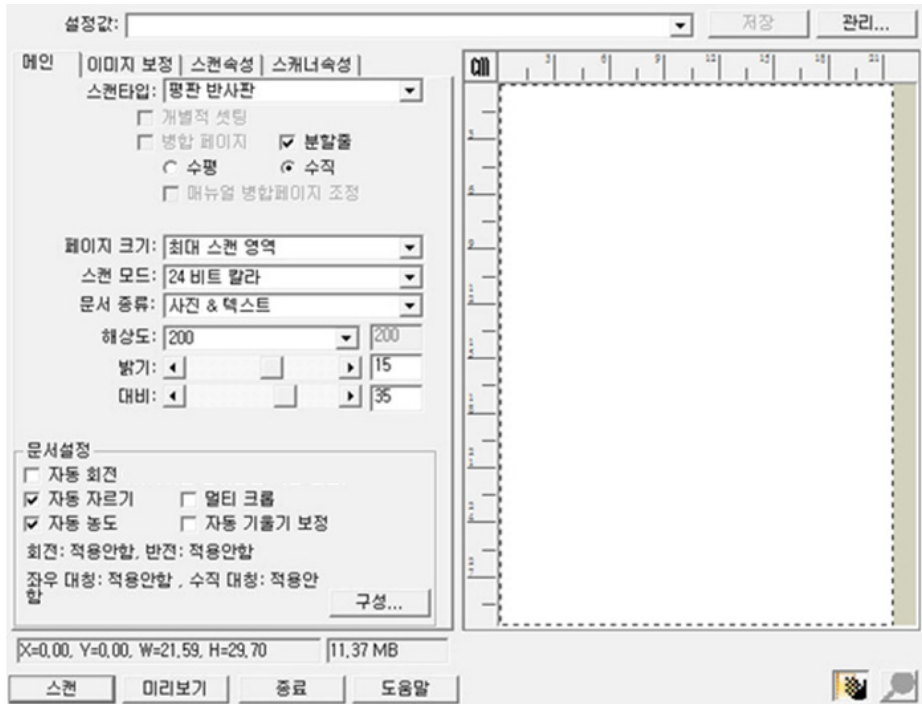 설정값:
저장
관리...
메인
이미지 보정
스캔속성
스캐너속성
스캔타입: 평판 반사판
개별적 셋팅
병합 페이지 분할줄
수평 수직
매뉴얼 병합페이지 조정
페이지 크기: 최대 스캔 영역
스캔 모드: 24 비트 칼라
문서 종류: 사진 & 텍스트
해상도: 200 200
밝기: 15
대비: 35
문서설정
자동 회전
자동 자르기 멀티 크롭
자동 농도 자동 기울기 보정
회전: 적용안함, 반전: 적용안함
좌우 대칭: 적용안함 , 수직 대칭: 적용안
함
구성...
X=0,00, Y=0,00, W=21,59, H=29,70 11,37 MB
스캔 미리보기 종료 도움말
cm
3 6 9 12 15 18 21